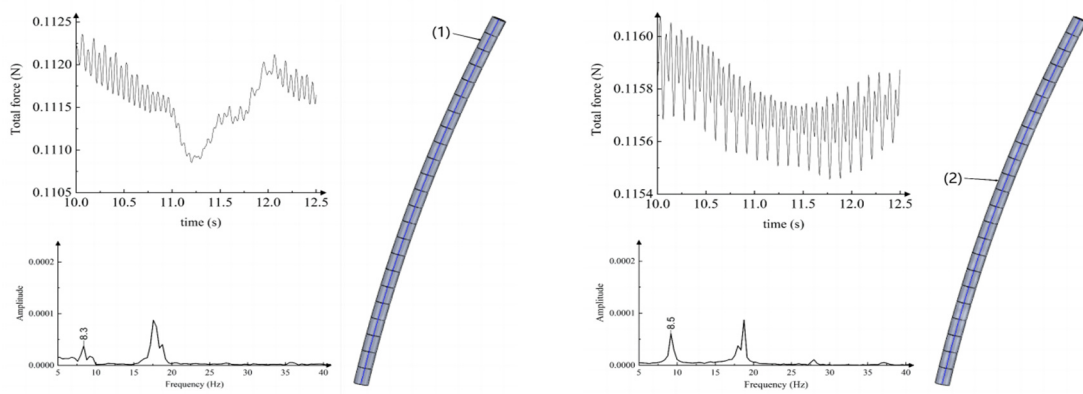 0.1125
0.1120
0.1115
0.1110
0.1105
Total force (N)
10.0 10.5 11.0 11.5 12.0 12.5
time (s)
(1)
0.0002
0.0001
0.0000
Amplitude
8.3
5 10 15 20 25 30 35 40
Frequency (Hz)
0.1160
0.1158
0.1156
0.1154
Total force (N)
10.0 10.5 11.0 11.5 12.0 12.5
time (s)
(2)
0.0002
0.0001
0.0000
Amplitude
8.5
5 10 15 20 25 30 35 40
Frequency (Hz)